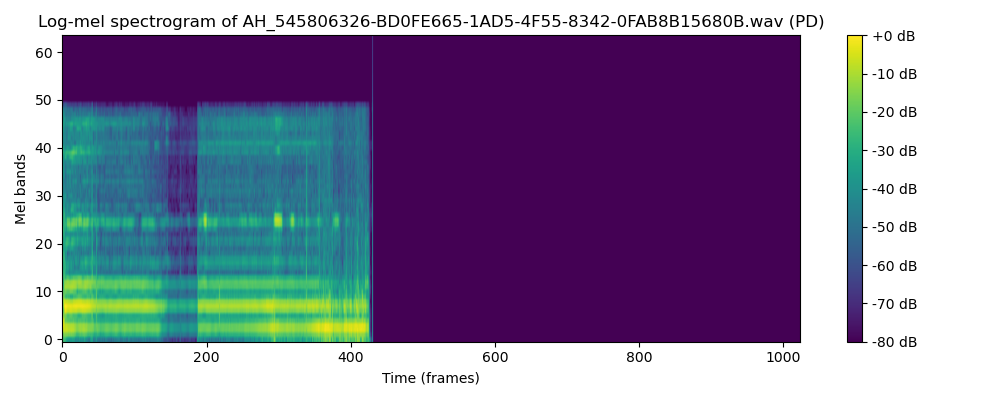 Log-mel spectrogram of AH_545806326-BD0FE665-1AD5-4F55-8342-0FAB8B15680B.wav (PD)
Mel bands
60
50
40
30
20
10
0
0 200 400 600 800 1000
Time (frames)
+0 dB
-10 dB
-20 dB
-30 dB
-40 dB
-50 dB
-60 dB
-70 dB
-80 dB